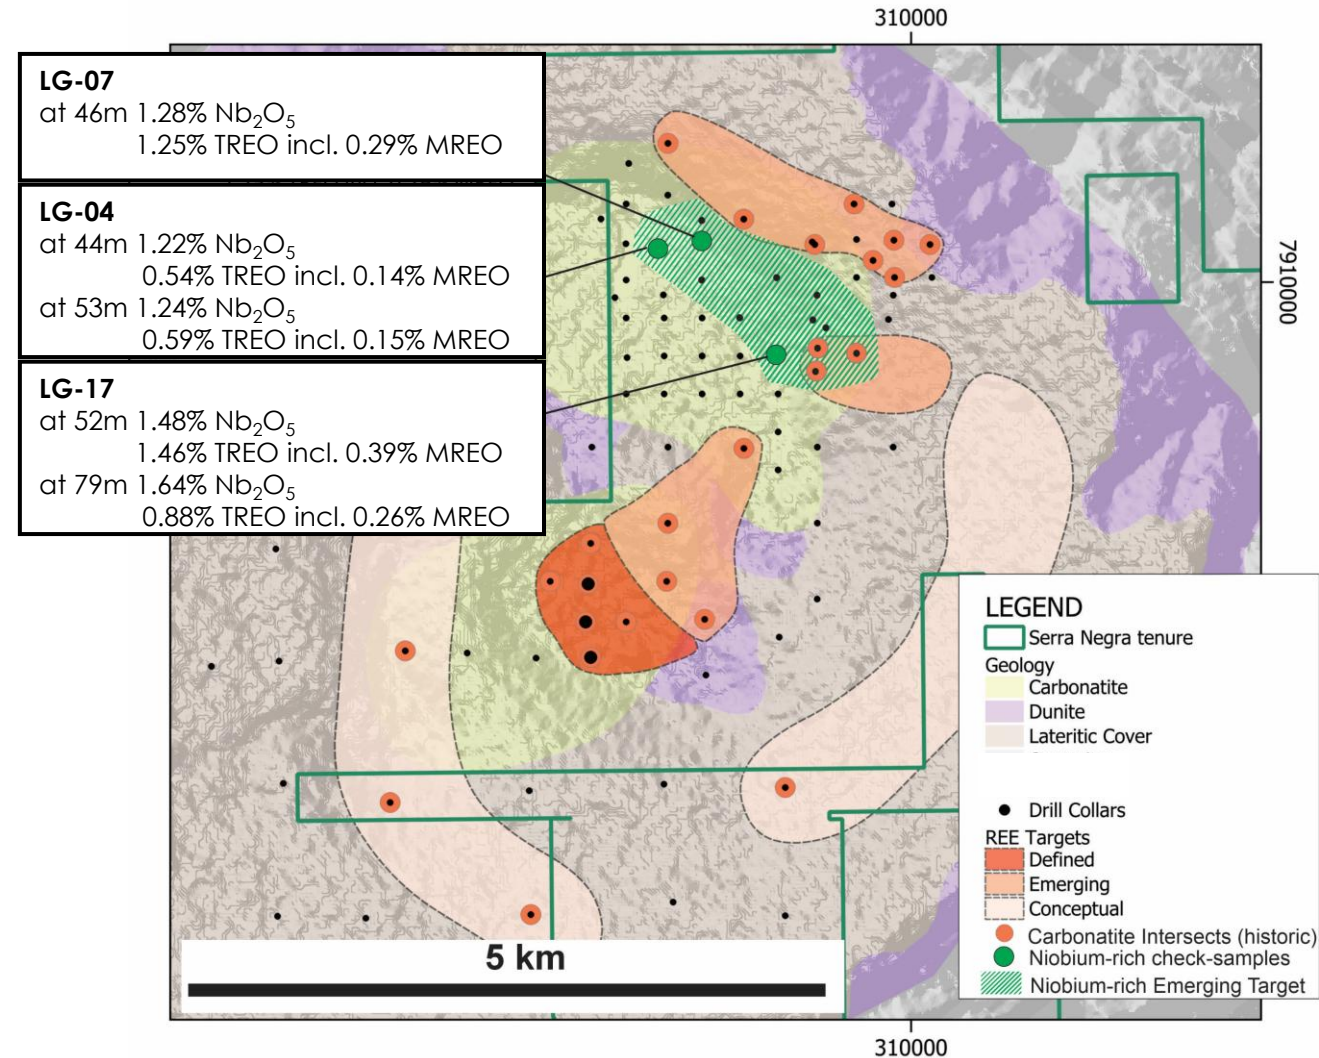 310000
LG-07
at 46m 1.28% Nb₂O₅
1.25% TREO incl. 0.29% MREO
LG-04
at 44m 1.22% Nb₂O₅
0.54% TREO incl. 0.14% MREO
at 53m 1.24% Nb₂O₅
0.59% TREO incl. 0.15% MREO
LG-17
at 52m 1.48% Nb₂O₅
1.46% TREO incl. 0.39% MREO
at 79m 1.64% Nb₂O₅
0.88% TREO incl. 0.26% MREO
7910000
LEGEND
Serra Negra tenure
Geology
Carbonatite
Dunite
Lateritic Cover
Drill Collars
REE Targets
Defined
Emerging
Conceptual
Carbonatite Intersects (historic)
Niobium-rich check-samples
Niobium-rich Emerging Target
5 km
310000